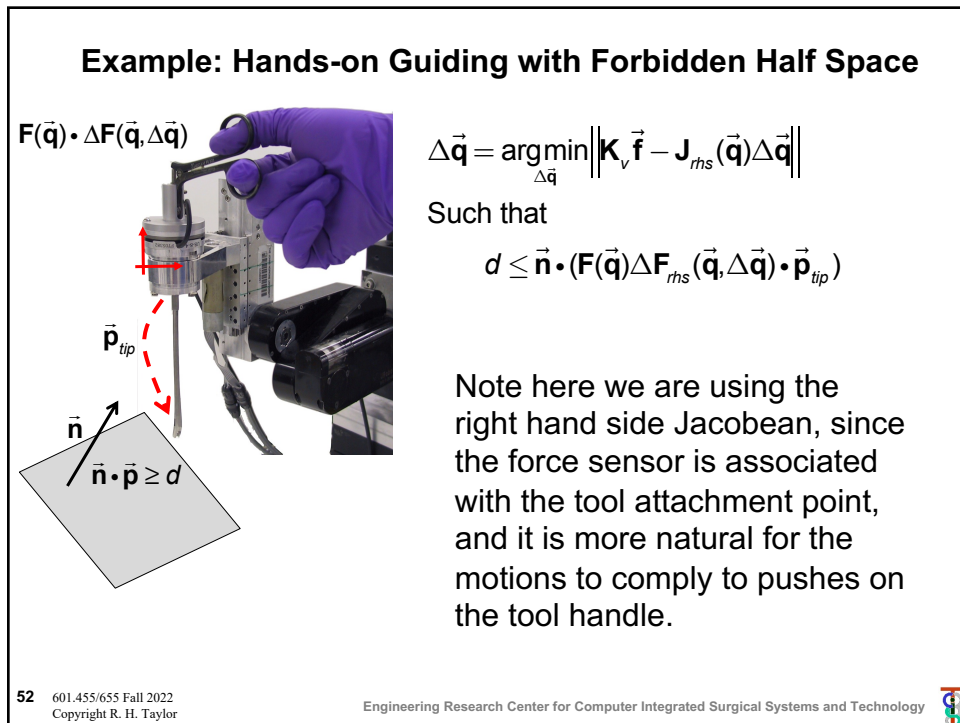 Example: Hands-on Guiding with Forbidden Half Space
F(q⃗) • ΔF(q⃗,Δq⃗)
Δq⃗ = argmin‖K_v f⃗ − J_rhs(q⃗)Δq⃗‖
Δq⃗
Such that
d ≤ n⃗ • (F(q⃗)ΔF_rhs(q⃗,Δq⃗) • p⃗_tip)
p⃗_tip
n⃗
n⃗ • p⃗ ≥ d
Note here we are using the
right hand side Jacobean, since
the force sensor is associated
with the tool attachment point,
and it is more natural for the
motions to comply to pushes on
the tool handle.
52 601.455/655 Fall 2022
Copyright R. H. Taylor
Engineering Research Center for Computer Integrated Surgical Systems and Technology